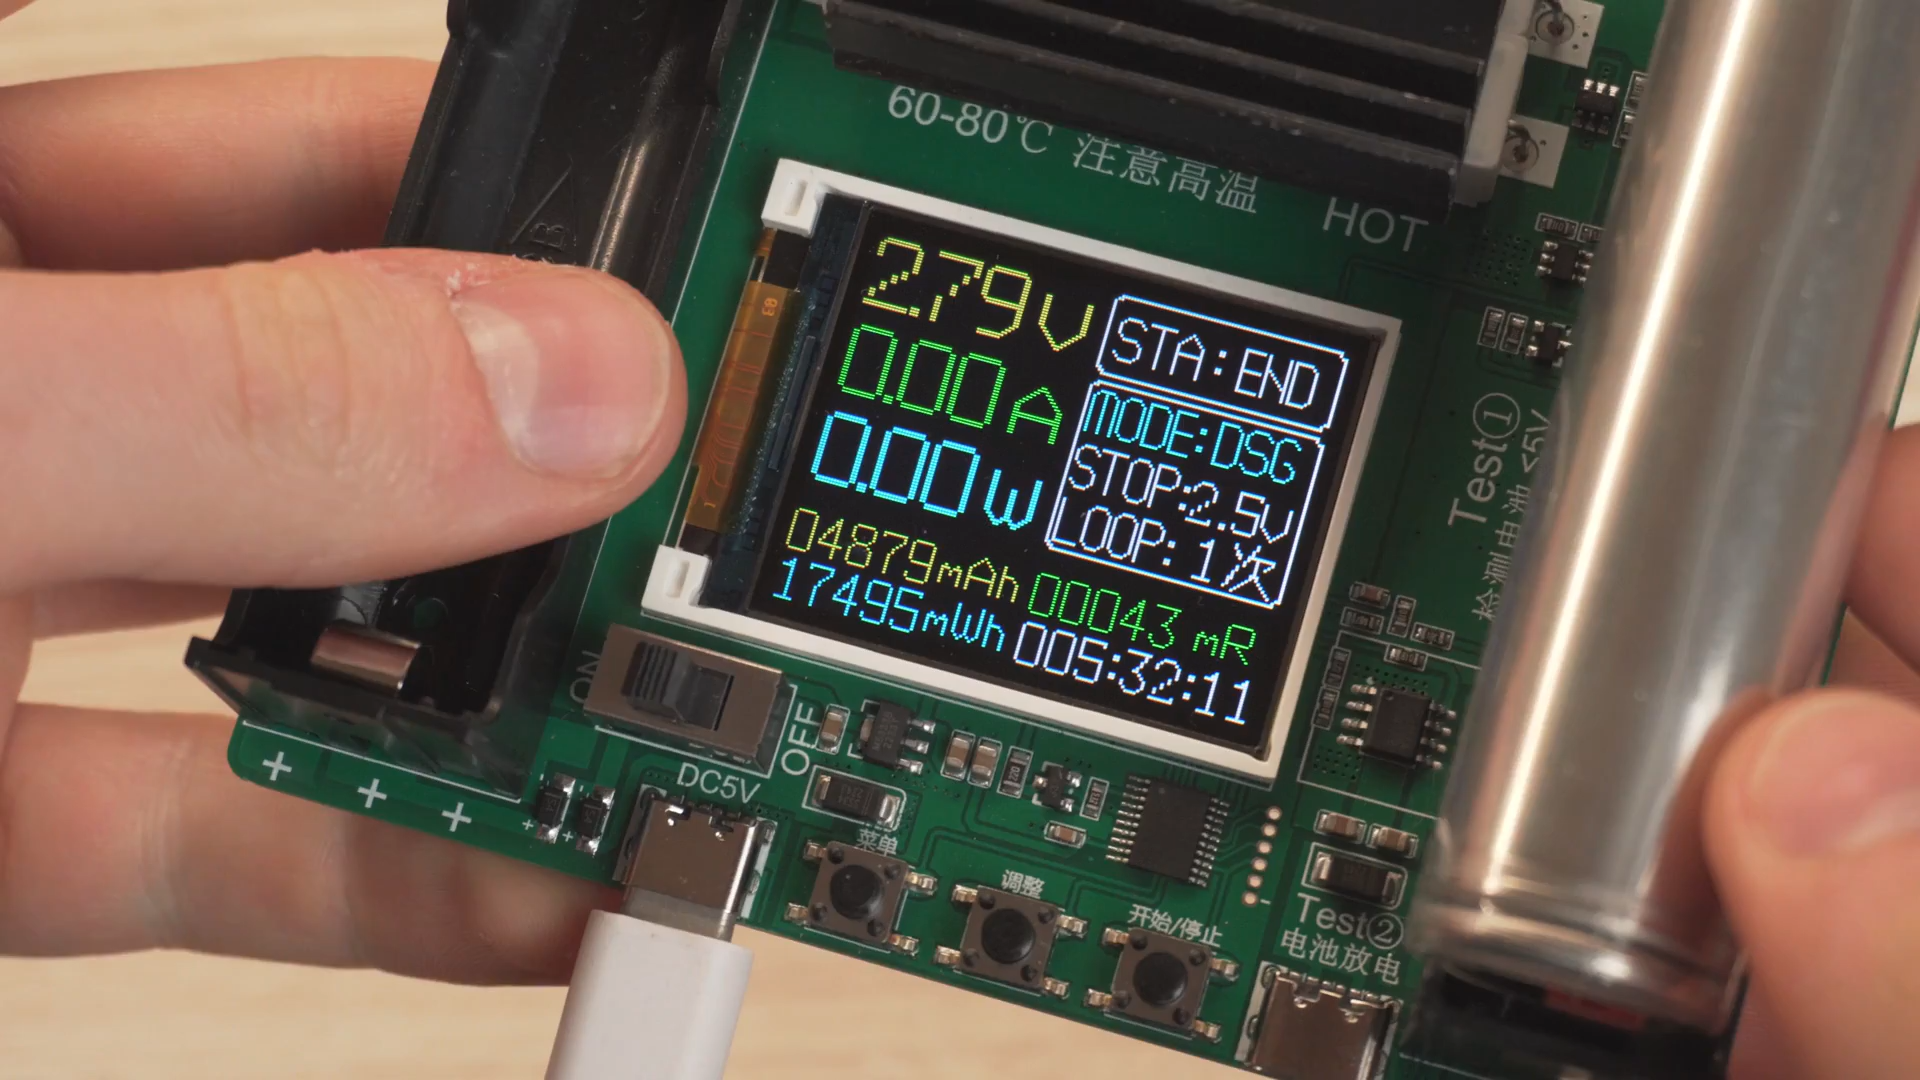 60-80℃ 注意高温
HOT
2.79V
0.00A
0.00W
STA:END
MODE:DSG
STOP:2.5V
LOOP: 1次
04879mAh
00043 mR
17495mWh
005:32:11
Test①
检测电池 <5V
ON
OFF
DC5V
菜单
调整
开始/停止
Test②
电池放电
+ + +